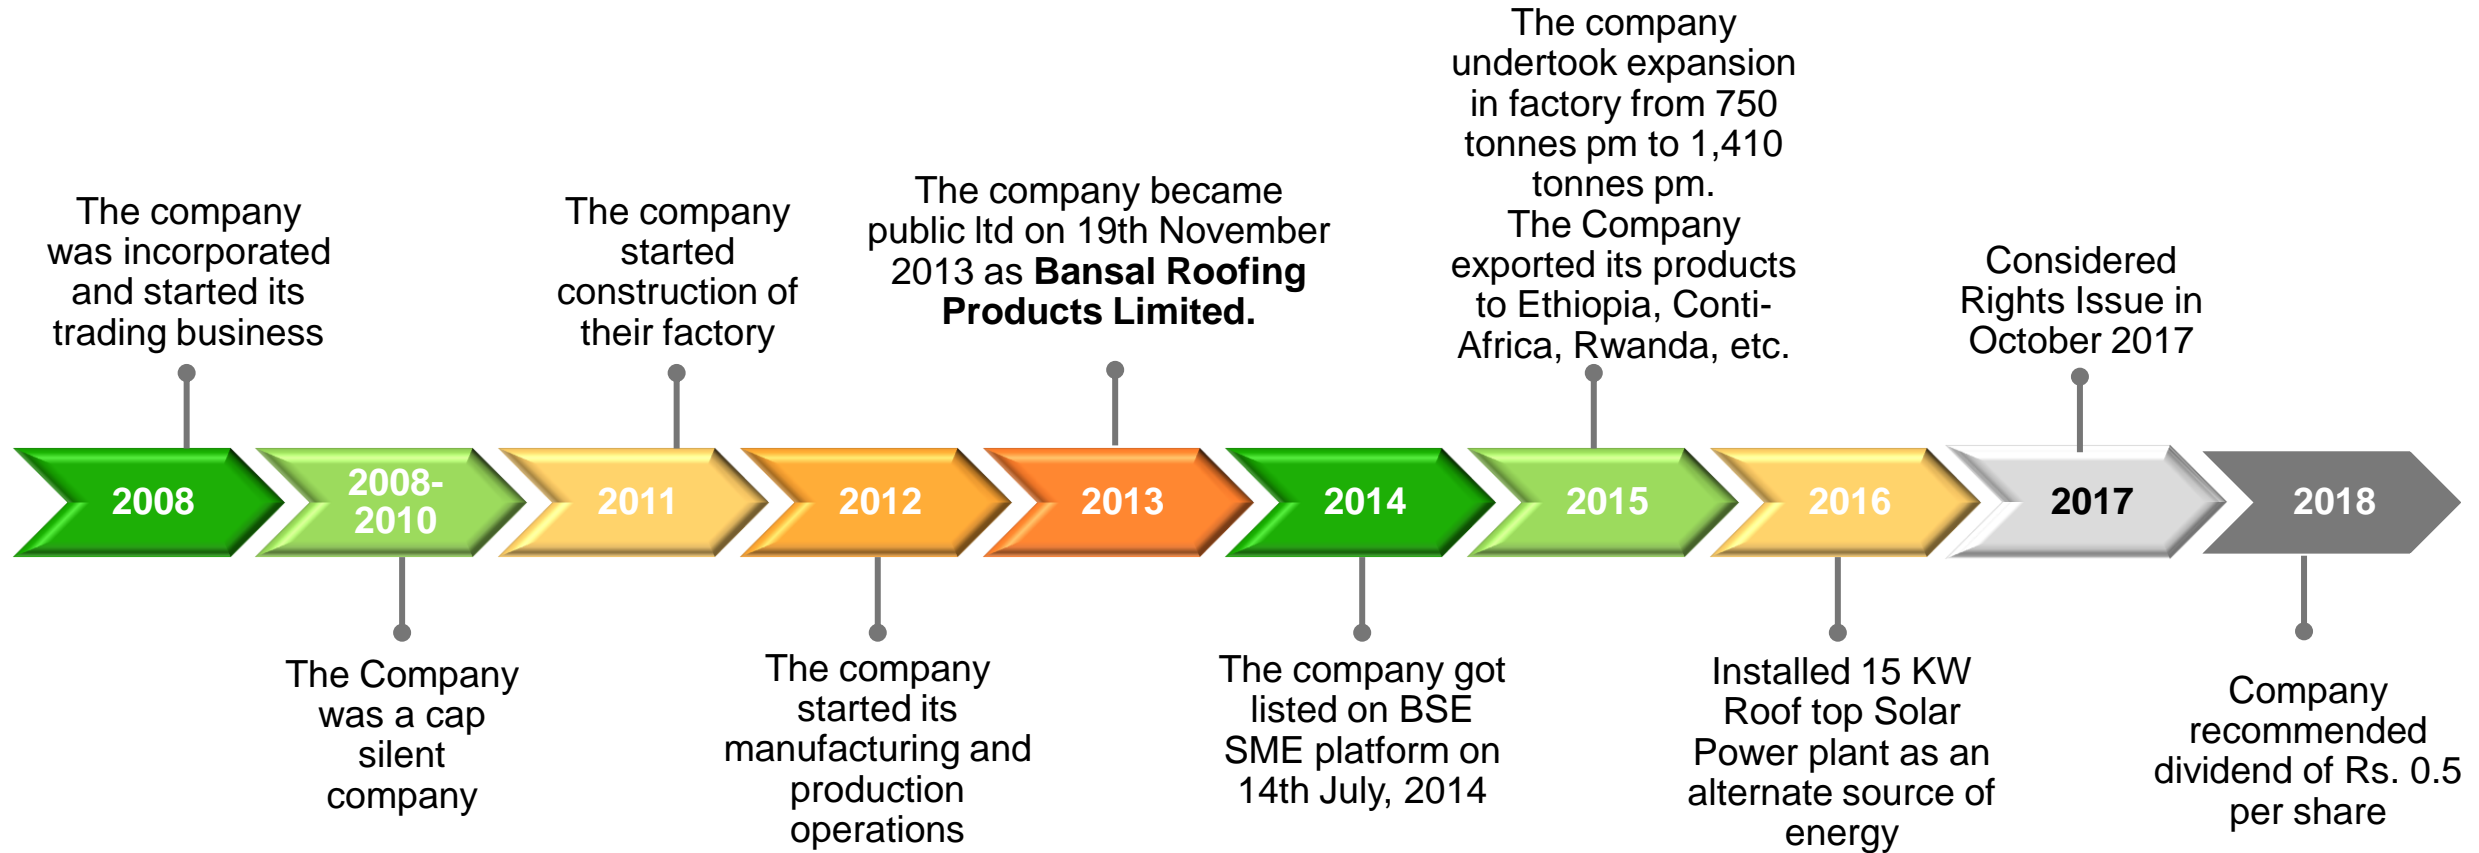 The company
was incorporated
and started its
trading business
2008
2008-
2010
The Company
was a cap
silent
company
The company
started
construction of
their factory
2011
2012
The company
started its
manufacturing and
production
operations
The company became
public ltd on 19th November
2013 as Bansal Roofing
Products Limited.
2013
2014
The company got
listed on BSE
SME platform on
14th July, 2014
The company
undertook expansion
in factory from 750
tonnes pm to 1,410
tonnes pm.
The Company
exported its products
to Ethiopia, Conti-
Africa, Rwanda, etc.
2015
2016
Installed 15 KW
Roof top Solar
Power plant as an
alternate source of
energy
Considered
Rights Issue in
October 2017
2017
2018
Company
recommended
dividend of Rs. 0.5
per share